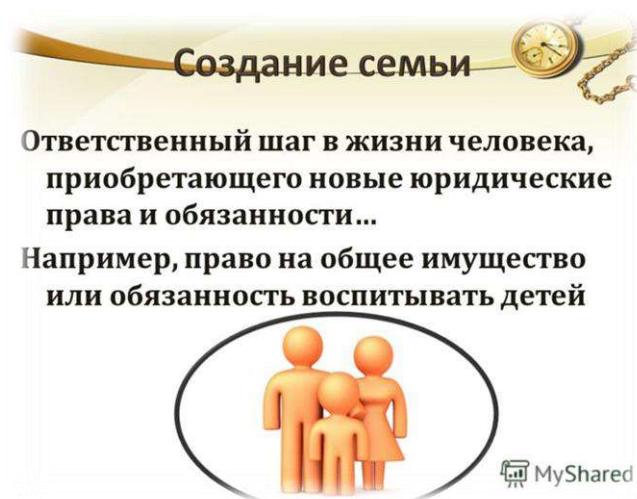 Создание семьи
Ответственный шаг в жизни человека,
приобретающего новые юридические
права и обязанности...
Например, право на общее имущество
или обязанность воспитывать детей
MyShared